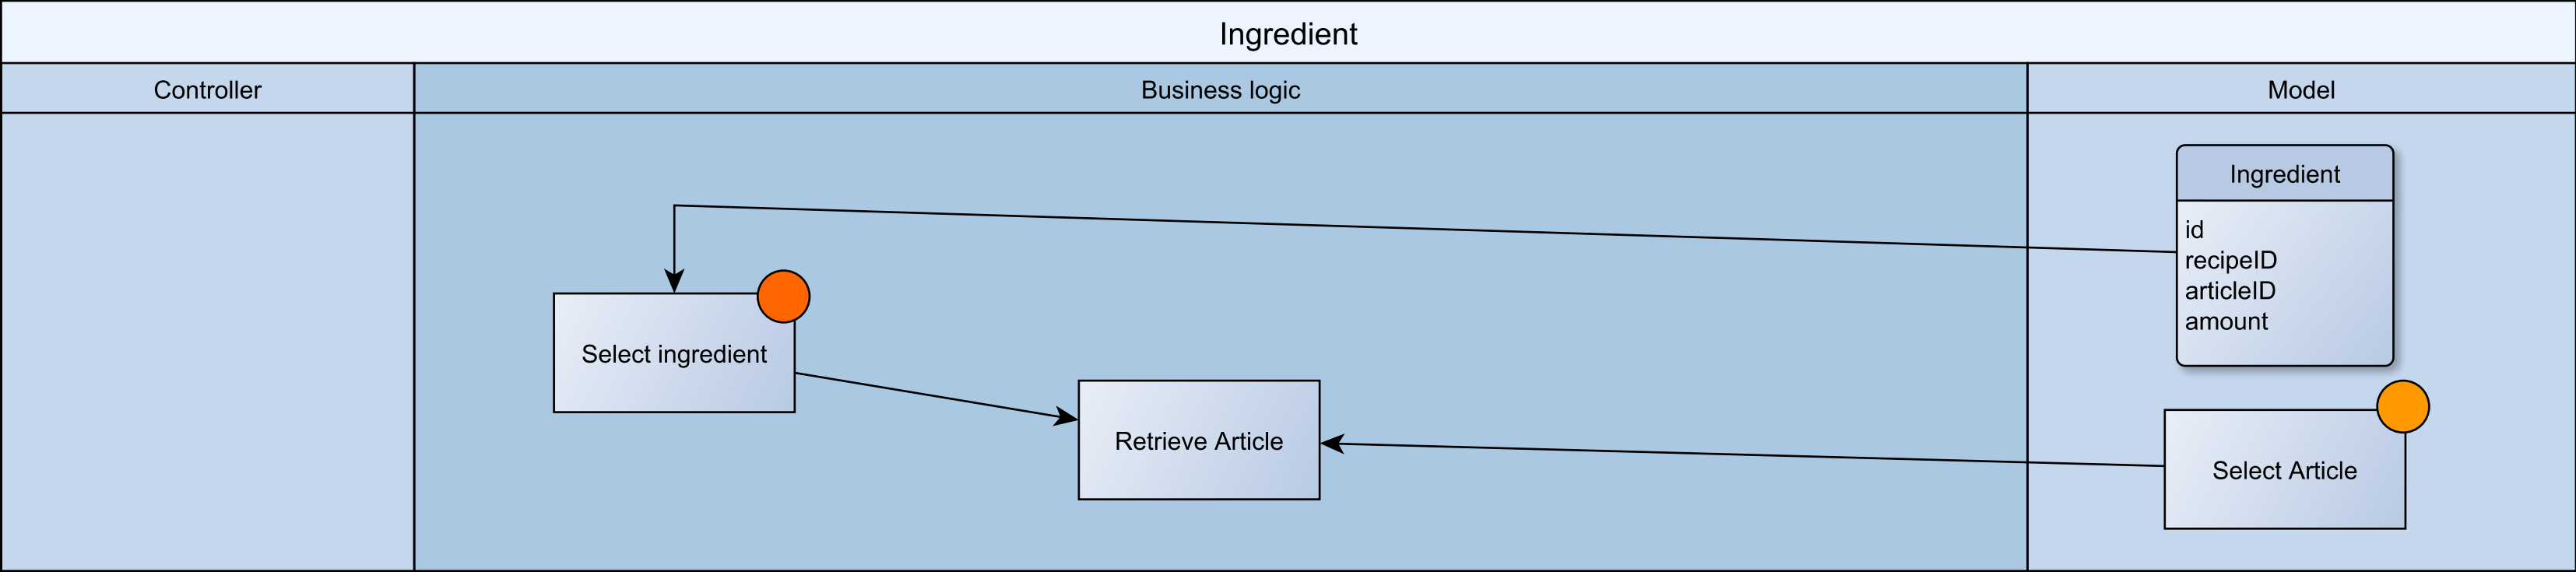 Ingredient
Controller
Business logic
Model
Ingredient
id
recipeID
articleID
amount
Select ingredient
Retrieve Article
Select Article